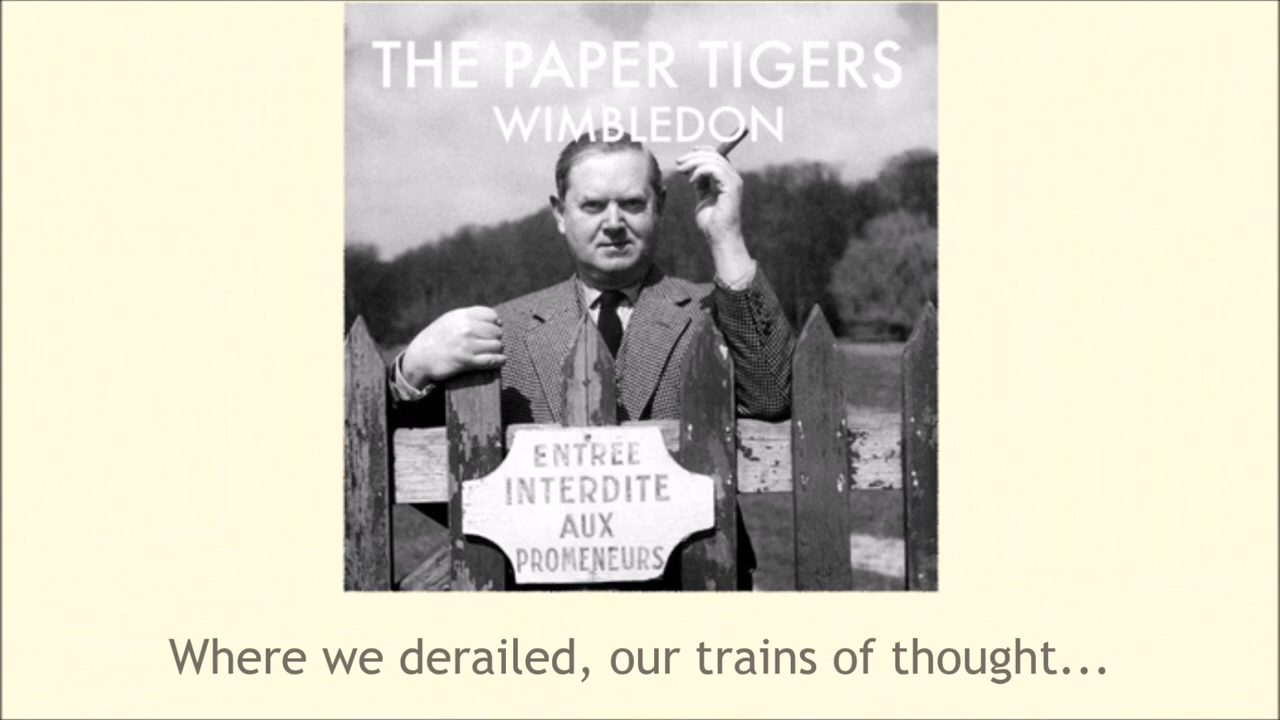 THE PAPER TIGERS
WIMBLEDON
ENTRÉE
INTERDITE
AUX
PROMENEURS
Where we derailed, our trains of thought...